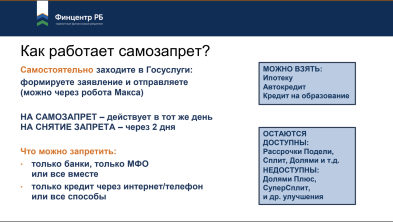 Финцентр РБ
Как работает самозапрет?
Самостоятельно заходите в Госуслуги:
формируете заявление и отправляете
(можно через робота Макса)
НА САМОЗАПРЕТ – действует в тот же день
НА СНЯТИЕ ЗАПРЕТА – через 2 дня
Что можно запретить:
· только банки, только МФО
или все вместе
· только кредит через интернет/телефон
или все способы
МОЖНО ВЗЯТЬ:
Ипотеку
Автокредит
Кредит на образование
ОСТАЮТСЯ
ДОСТУПНЫ:
Рассрочки Подели,
Сплит, Долями и т.д.
НЕДОСТУПНЫ:
Долями Плюс,
СуперСплит,
и др. улучшения